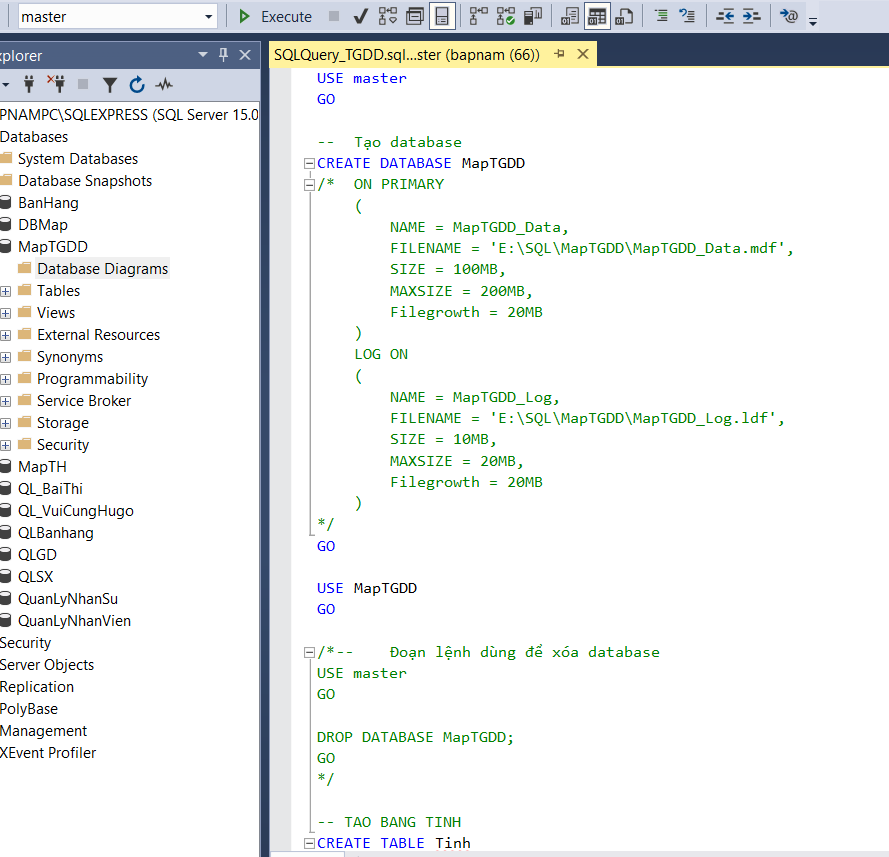 master
Execute
xplorer
SQLQuery_TGDD.sql...ster (bapnam (66))
PNAMPC\SQLEXPRESS (SQL Server 15.0
Databases
System Databases
Database Snapshots
BanHang
DBMap
MapTGDD
Database Diagrams
Tables
Views
External Resources
Synonyms
Programmability
Service Broker
Storage
Security
MapTH
QL_BaiThi
QL_VuiCungHugo
QLBanhang
QLGD
QLSX
QuanLyNhanSu
QuanLyNhanVien
Security
Server Objects
Replication
PolyBase
Management
XEvent Profiler
USE master
GO
-- Tạo database
CREATE DATABASE MapTGDD
/* ON PRIMARY
(
NAME = MapTGDD_Data,
FILENAME = 'E:\SQL\MapTGDD\MapTGDD_Data.mdf',
SIZE = 100MB,
MAXSIZE = 200MB,
Filegrowth = 20MB
)
LOG ON
(
NAME = MapTGDD_Log,
FILENAME = 'E:\SQL\MapTGDD\MapTGDD_Log.ldf',
SIZE = 10MB,
MAXSIZE = 20MB,
Filegrowth = 20MB
)
*/
GO
USE MapTGDD
GO
/*-- Đoạn lệnh dùng để xóa database
USE master
GO
DROP DATABASE MapTGDD;
GO
*/
-- TAO BANG TINH
CREATE TABLE Tinh